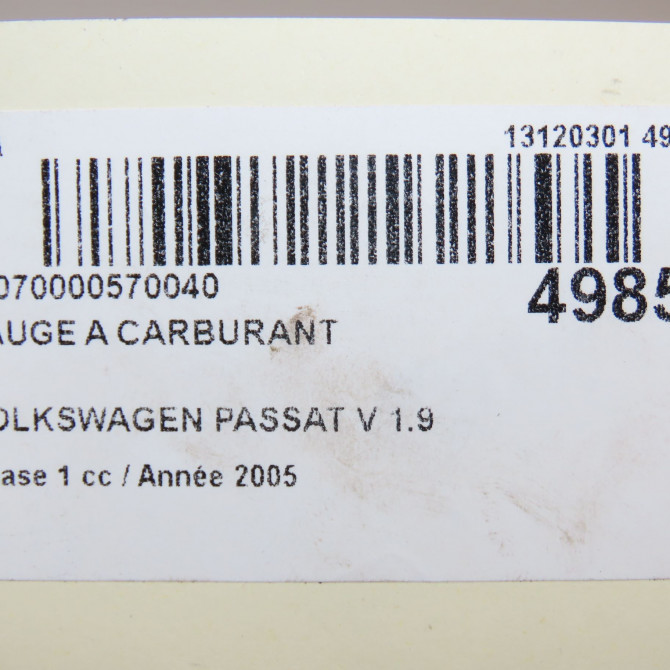 13120301 49
070000570040
4985
AUGE A CARBURANT
OLKSWAGEN PASSAT V 1.9
ase 1 cc / Année 2005